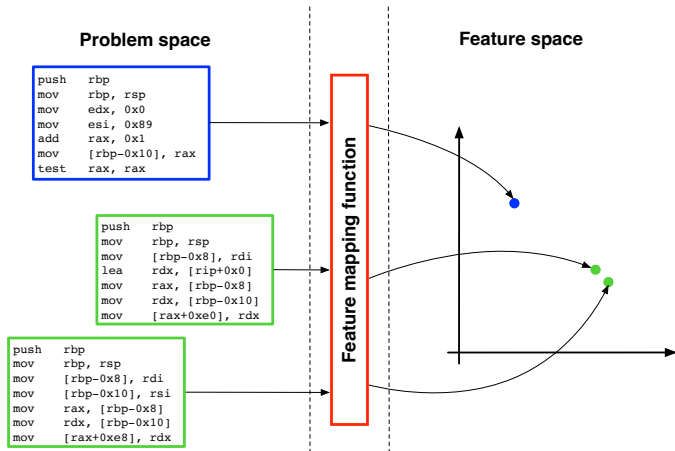 Problem space
Feature space
push rbp
mov rbp, rsp
mov edx, 0x0
mov esi, 0x89
add rax, 0x1
mov [rbp-0x10], rax
test rax, rax
push rbp
mov rbp, rsp
mov [rbp-0x8], rdi
lea rdx, [rip+0x0]
mov rax, [rbp-0x8]
mov rdx, [rbp-0x10]
mov [rax+0xe0], rdx
push rbp
mov rbp, rsp
mov [rbp-0x8], rdi
mov [rbp-0x10], rsi
mov rax, [rbp-0x8]
mov rdx, [rbp-0x10]
mov [rax+0xe8], rdx
Feature mapping function